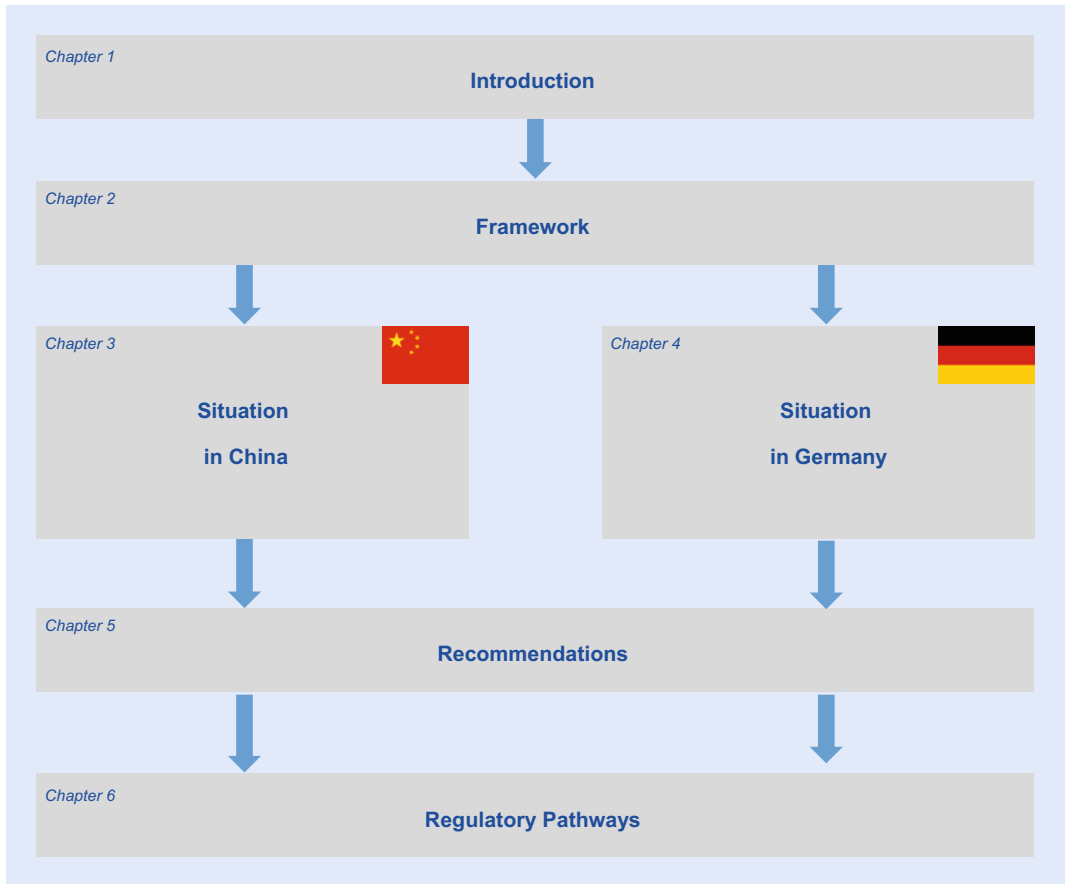 Chapter 1
Introduction
Chapter 2
Framework
Chapter 3
Situation
in China
Chapter 4
Situation
in Germany
Chapter 5
Recommendations
Chapter 6
Regulatory Pathways